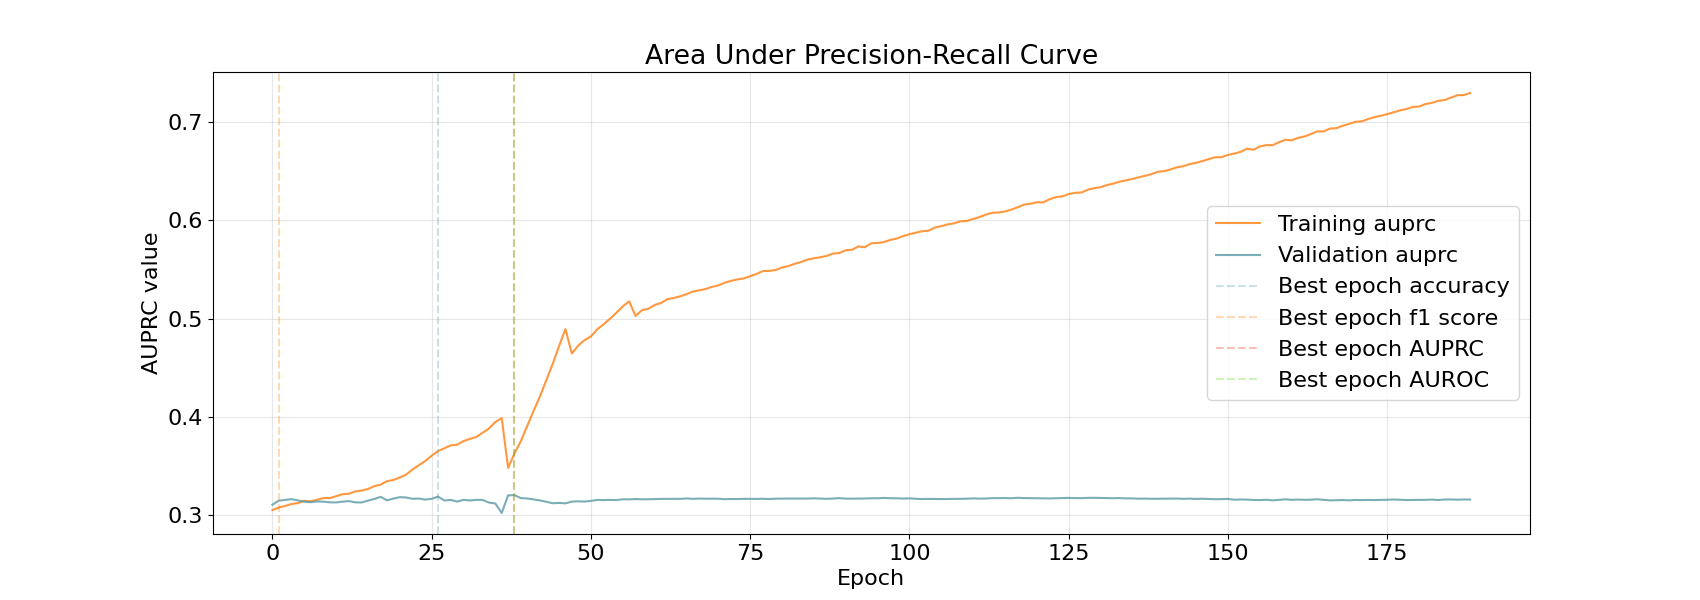 Area Under Precision-Recall Curve
0.7
0.6
0.5
0.4
0.3
AUPRC value
Training auprc
Validation auprc
Best epoch accuracy
Best epoch f1 score
Best epoch AUPRC
Best epoch AUROC
0 25 50 75 100 125 150 175
Epoch